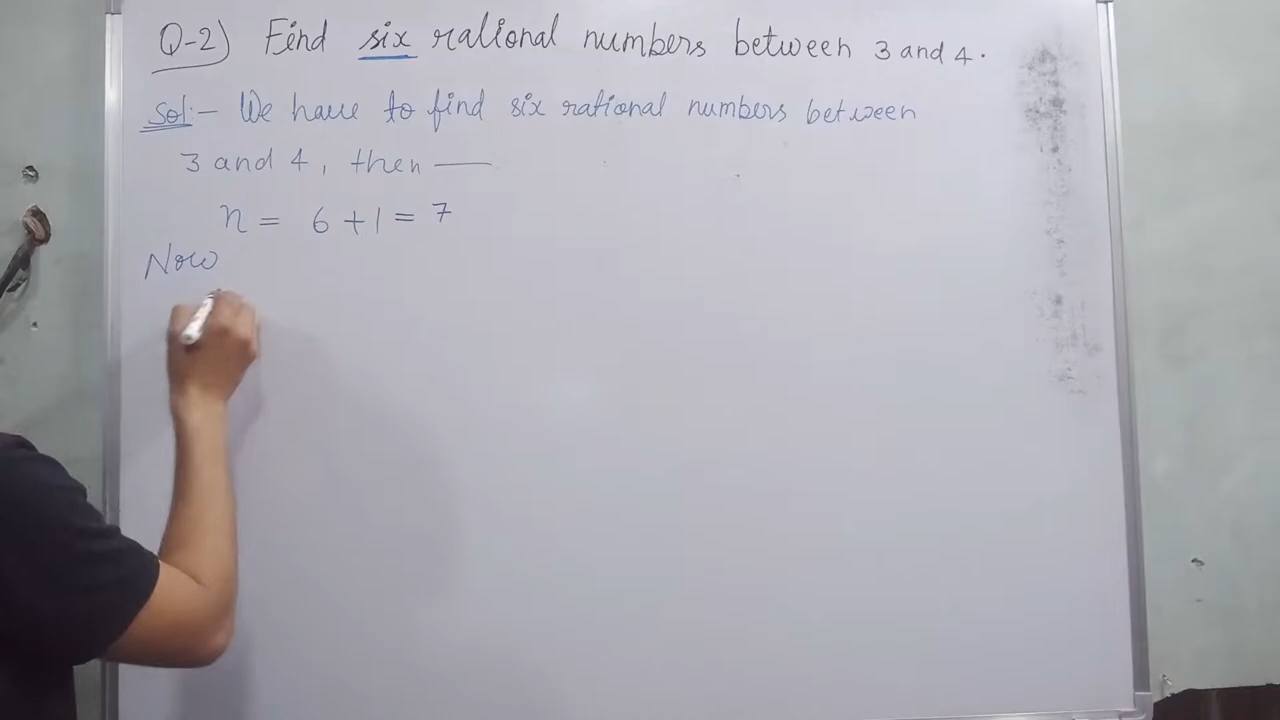 Q-2) Find six rational numbers between 3 and 4.
Sol:- We have to find six rational numbers between
3 and 4, then —
n = 6 + 1 = 7
Now